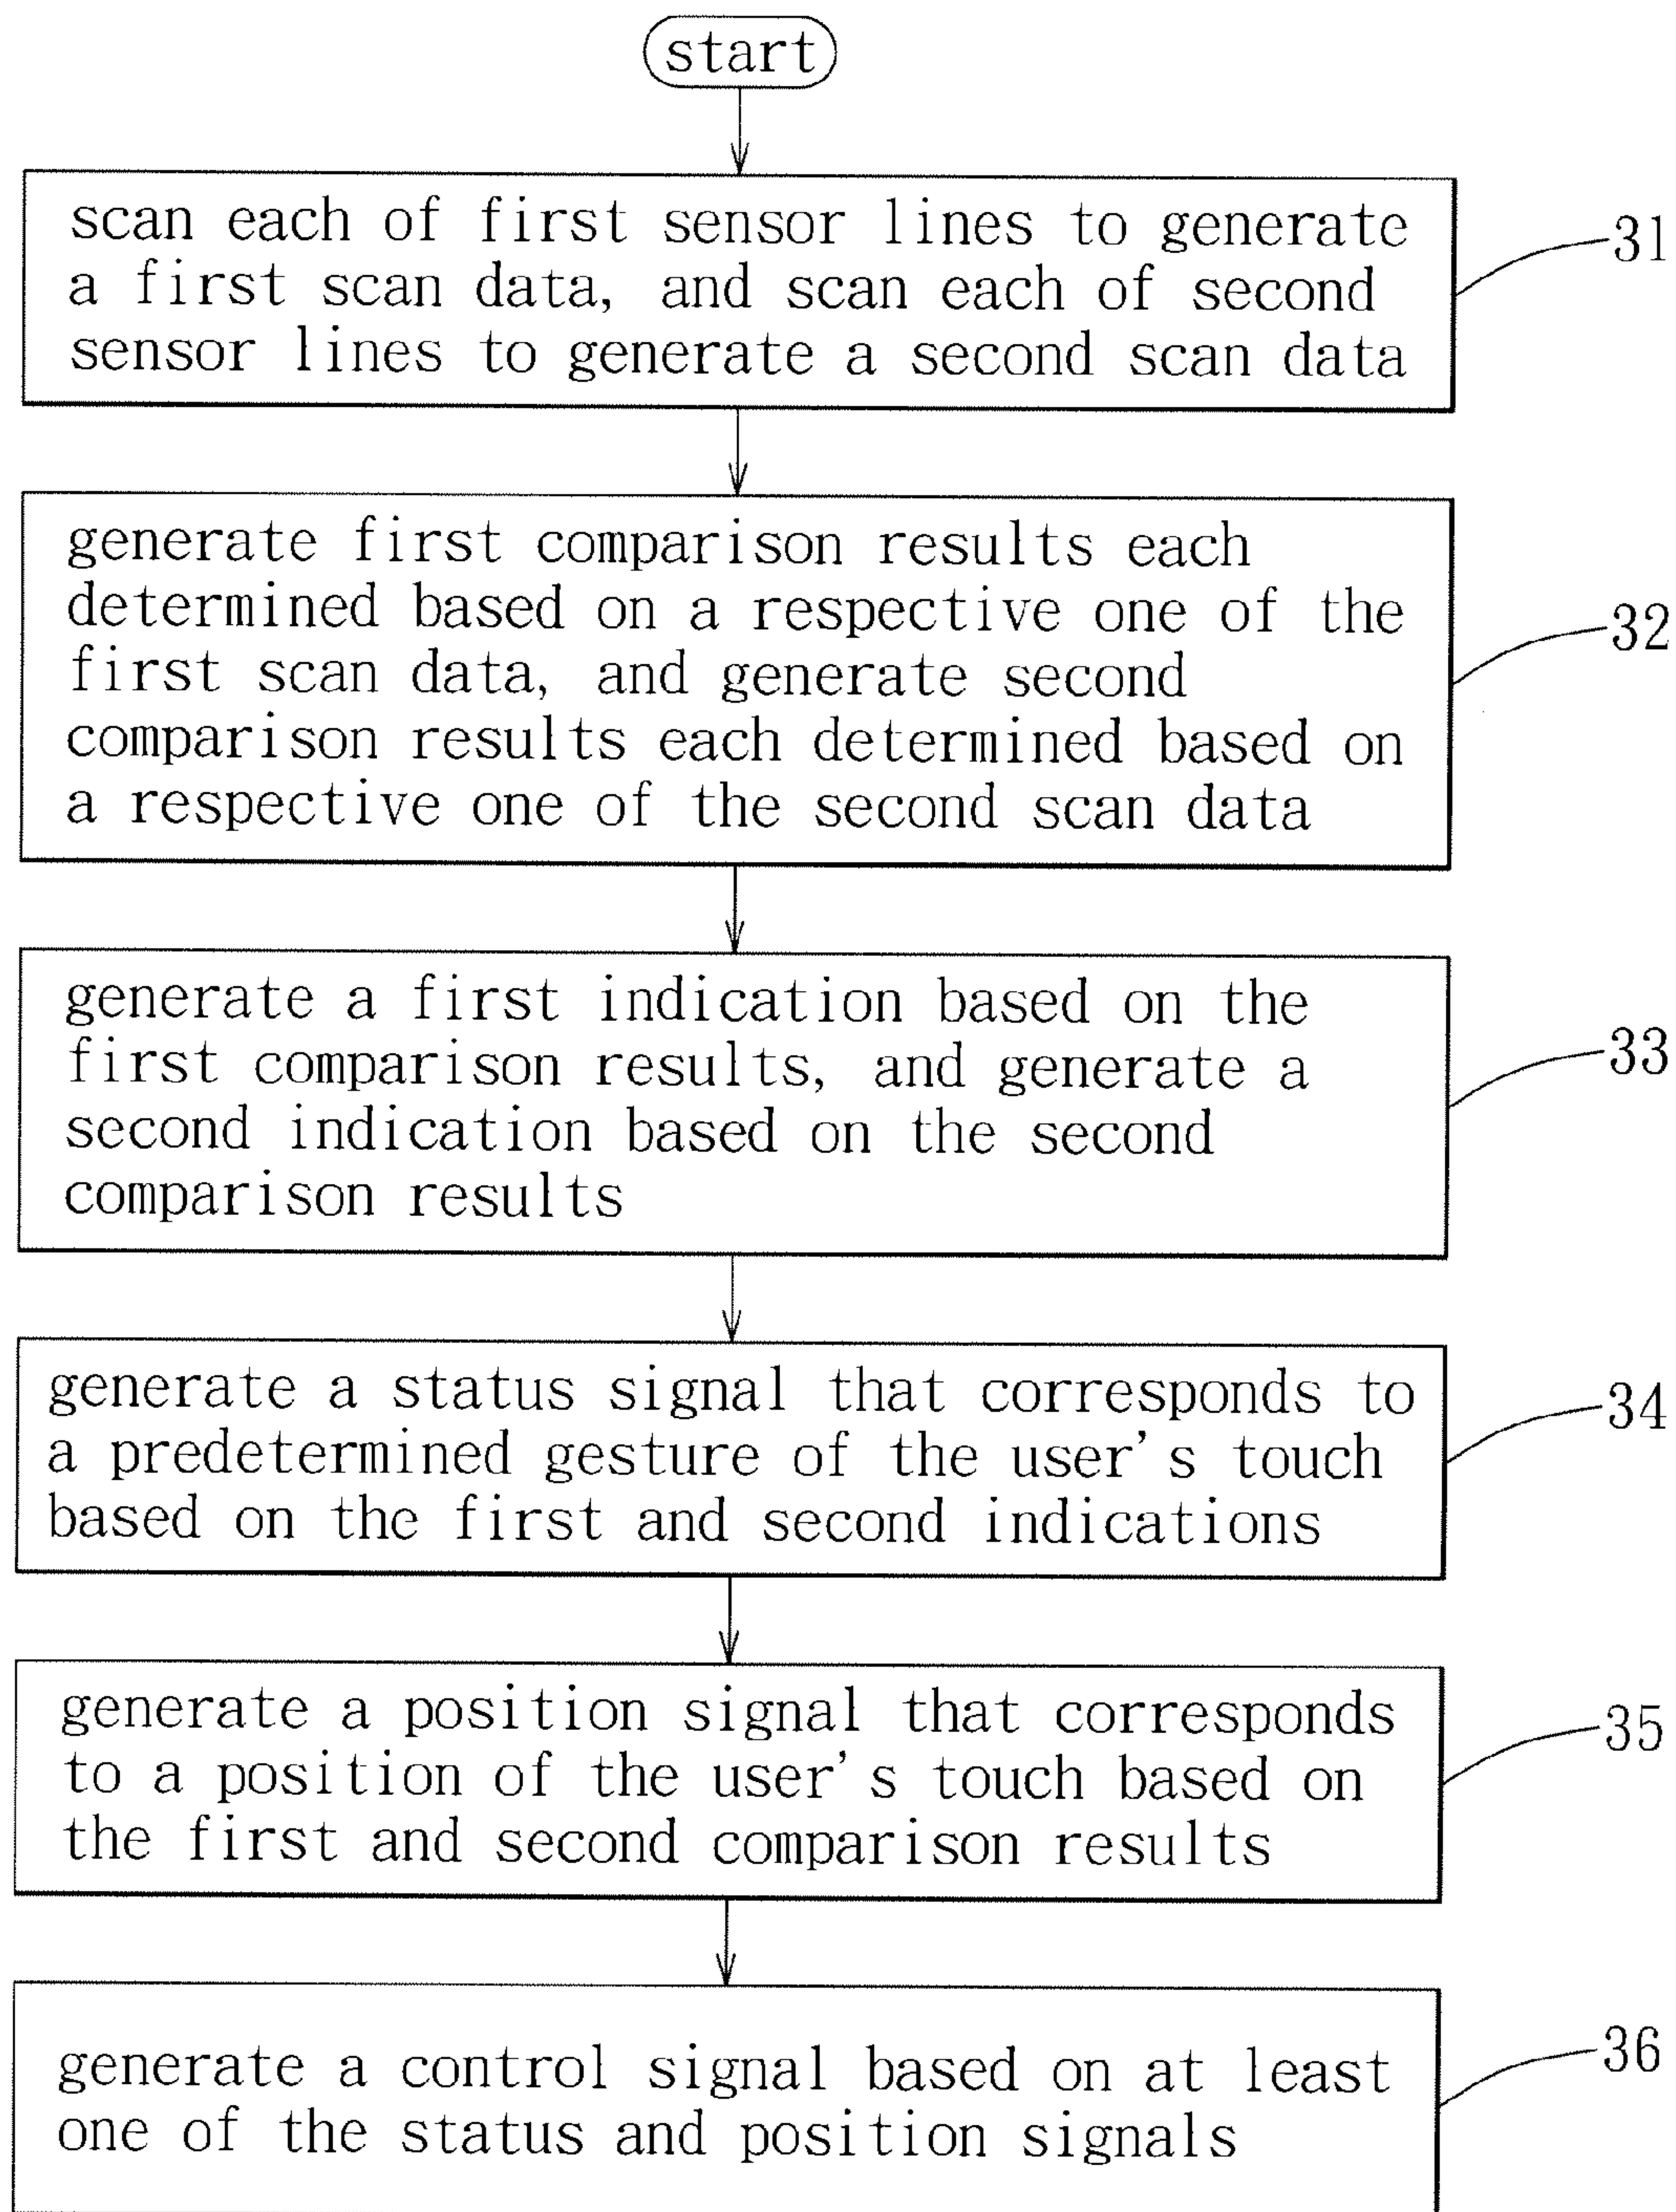 start
scan each of first sensor lines to generate
a first scan data, and scan each of second
sensor lines to generate a second scan data
31
generate first comparison results each
determined based on a respective one of the
first scan data, and generate second
comparison results each determined based on
a respective one of the second scan data
32
generate a first indication based on the
first comparison results, and generate a
second indication based on the second
comparison results
33
generate a status signal that corresponds to
a predetermined gesture of the user's touch
based on the first and second indications
34
generate a position signal that corresponds
to a position of the user's touch based on
the first and second comparison results
35
generate a control signal based on at least
one of the status and position signals
36